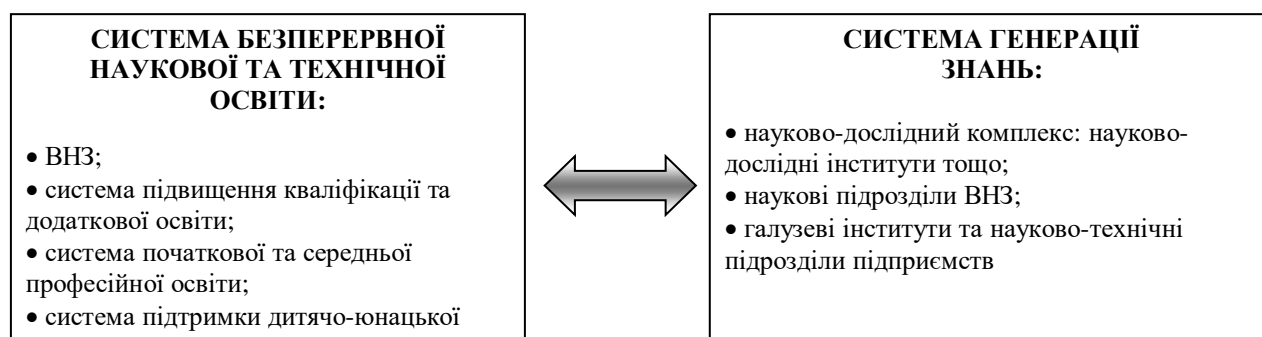 СИСТЕМА БЕЗПЕРЕРВНОЇ
НАУКОВОЇ ТА ТЕХНІЧНОЇ
ОСВІТИ:
• ВНЗ;
• система підвищення кваліфікації та
додаткової освіти;
• система початкової та середньої
професійної освіти;
• система підтримки дитячо-юнацької
СИСТЕМА ГЕНЕРАЦІЇ
ЗНАНЬ:
• науково-дослідний комплекс: науково-
дослідні інститути тощо;
• наукові підрозділи ВНЗ;
• галузеві інститути та науково-технічні
підрозділи підприємств